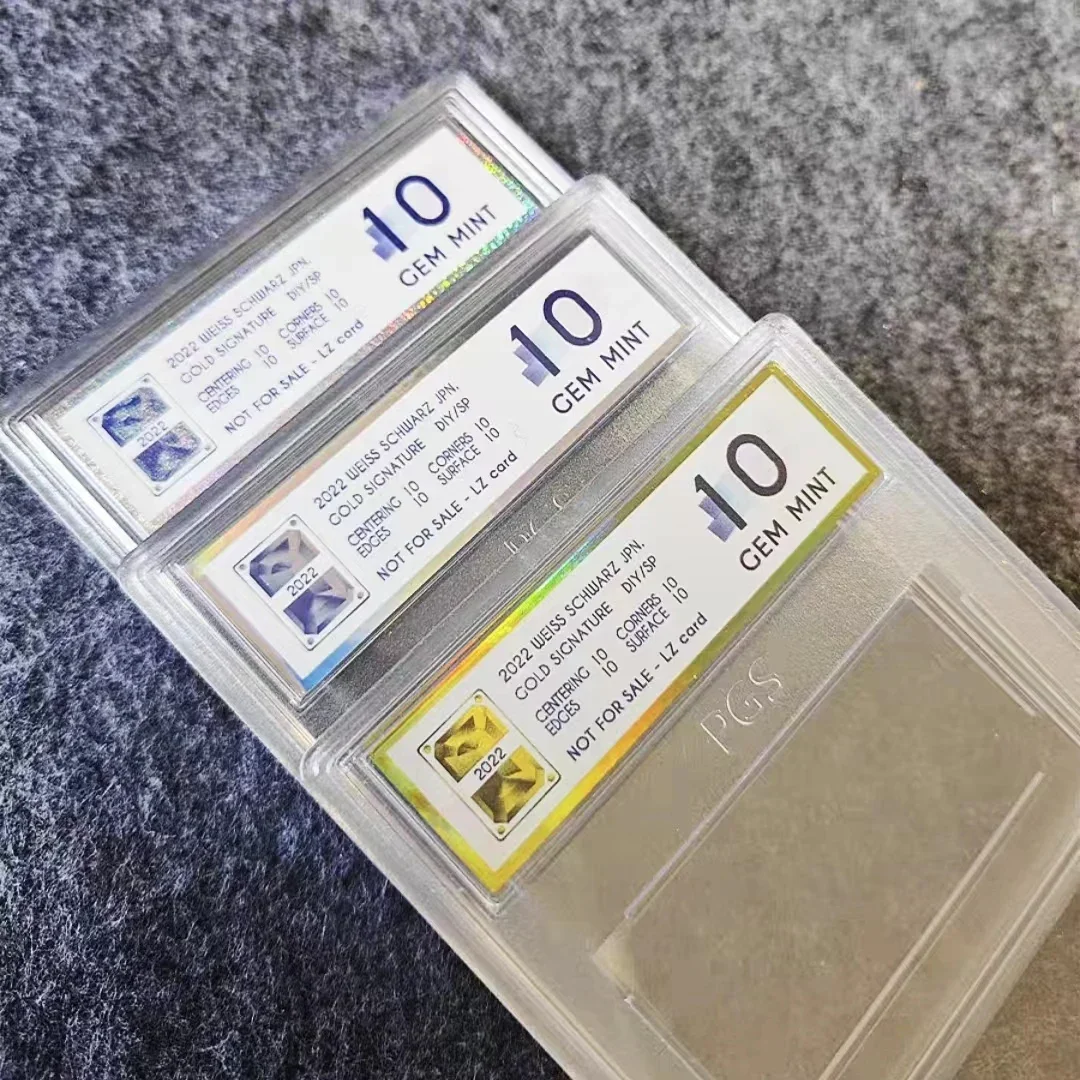 10
GEM MINT
2022 WEISS SCHWARZ JPN.
GOLD SIGNATURE DIY/SP
CENTERING 10 CORNERS 10
EDGES 10 SURFACE 10
NOT FOR SALE - LZ card
2022
10
GEM MINT
2022 WEISS SCHWARZ JPN.
GOLD SIGNATURE DIY/SP
CENTERING 10 CORNERS 10
EDGES 10 SURFACE 10
NOT FOR SALE - LZ card
2022
10
GEM MINT
2022 WEISS SCHWARZ JPN.
GOLD SIGNATURE DIY/SP
CENTERING 10 CORNERS 10
EDGES 10 SURFACE 10
NOT FOR SALE - LZ card
2022
PGS